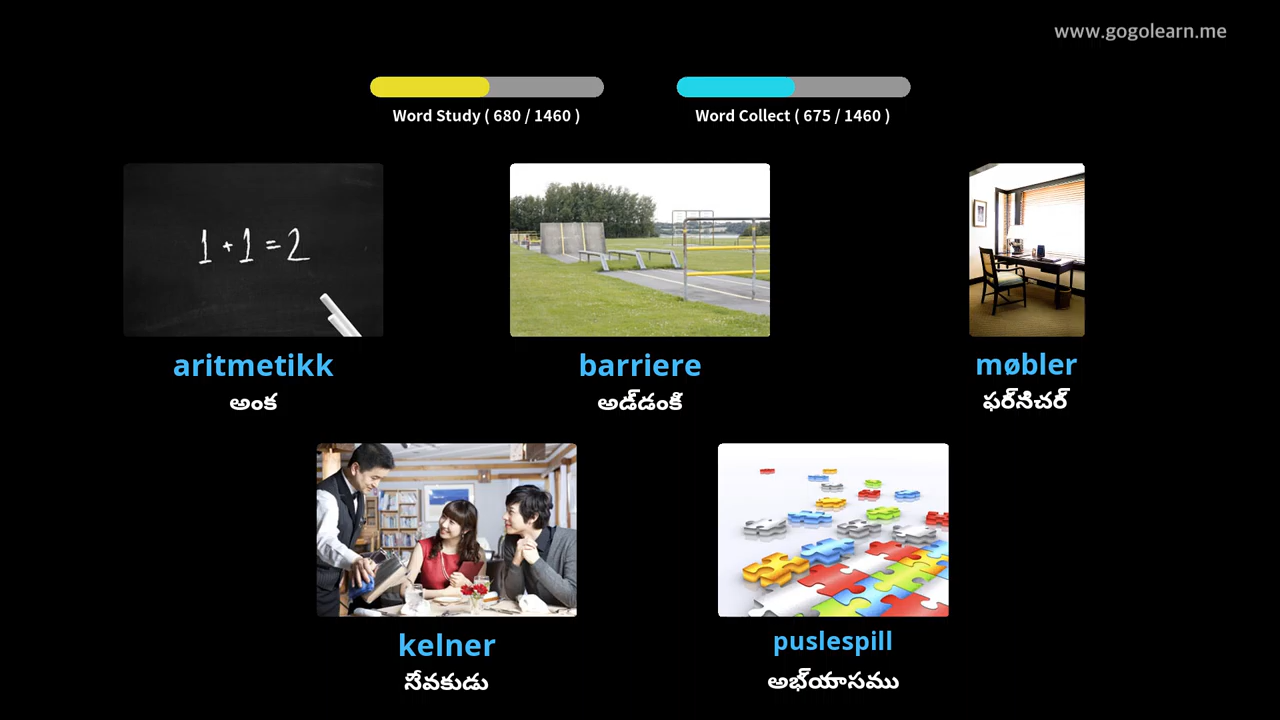 www.gogolearn.me
Word Study ( 680 / 1460 )
Word Collect ( 675 / 1460 )
1 + 1 = 2
aritmetikk
barriere
møbler
అంక
అడ్డంకి
ఫర్నిచర్
kelner
puslespill
సేవకుడు
అభ్యాసము